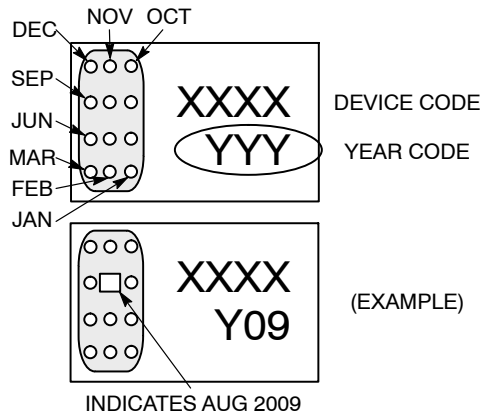 NOV OCT
DEC
SEP
XXXX DEVICE CODE
JUN
YYY YEAR CODE
MAR
FEB
JAN
XXXX
(EXAMPLE)
Y09
INDICATES AUG 2009